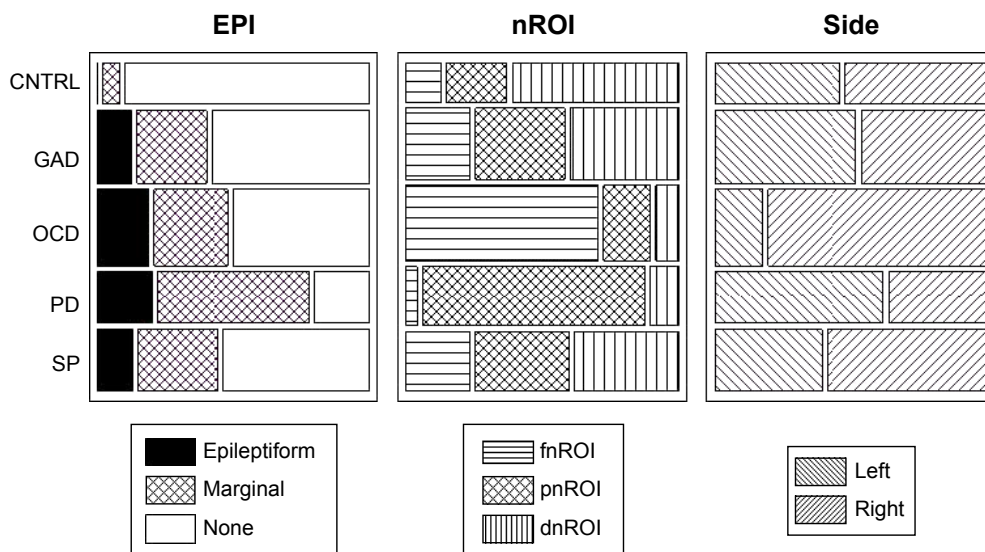 EPI nROI Side
CNTRL
GAD
OCD
PD
SP
Epileptiform
Marginal
None
fnROI
pnROI
dnROI
Left
Right